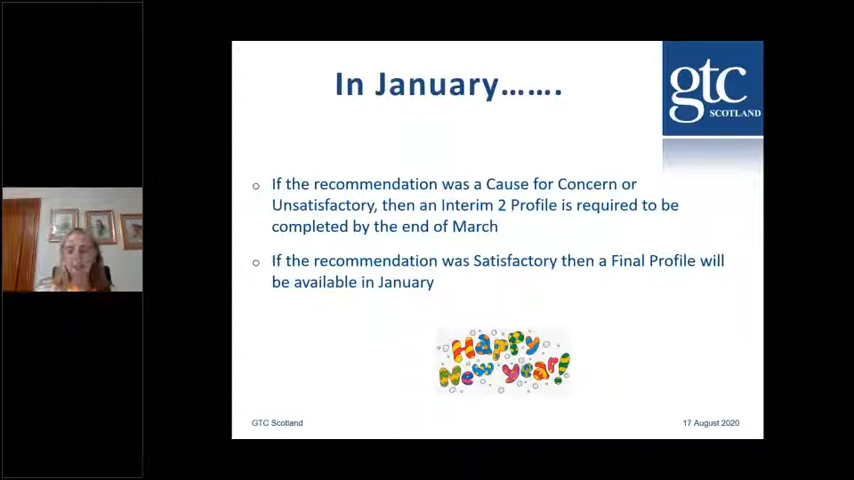 In January…….
gtc
SCOTLAND
If the recommendation was a Cause for Concern or
Unsatisfactory, then an Interim 2 Profile is required to be
completed by the end of March
If the recommendation was Satisfactory then a Final Profile will
be available in January
Happy
New year!
GTC Scotland
17 August 2020